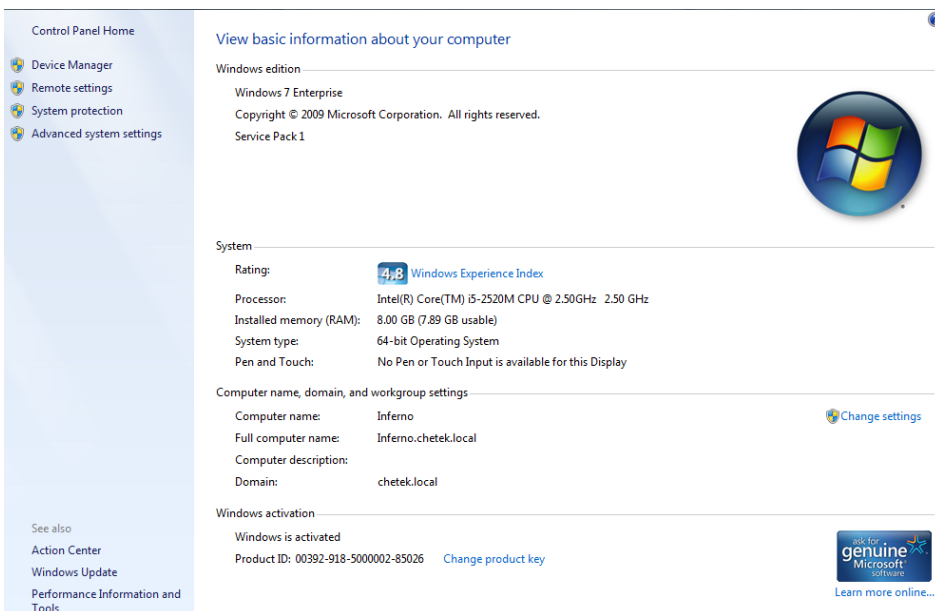 Control Panel Home
Device Manager
Remote settings
System protection
Advanced system settings
See also
Action Center
Windows Update
Performance Information and
Tools
View basic information about your computer
Windows edition
Windows 7 Enterprise
Copyright © 2009 Microsoft Corporation. All rights reserved.
Service Pack 1
System
Rating: 4,8 Windows Experience Index
Processor: Intel(R) Core(TM) i5-2520M CPU @ 2.50GHz 2.50 GHz
Installed memory (RAM): 8.00 GB (7.89 GB usable)
System type: 64-bit Operating System
Pen and Touch: No Pen or Touch Input is available for this Display
Computer name, domain, and workgroup settings
Computer name: Inferno Change settings
Full computer name: Inferno.chetek.local
Computer description:
Domain: chetek.local
Windows activation
Windows is activated
Product ID: 00392-918-5000002-85026 Change product key
ask for
genuine
Microsoft
software
Learn more online...